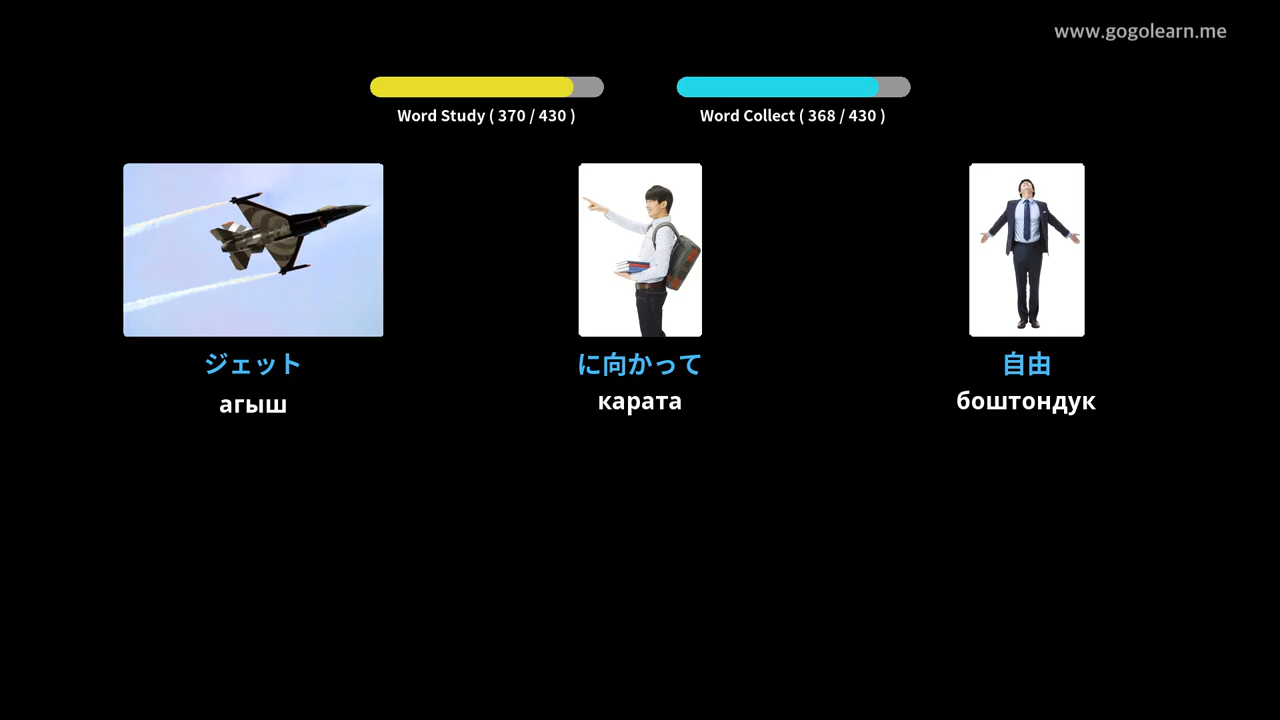 www.gogolearn.me
Word Study ( 370 / 430 )
Word Collect ( 368 / 430 )
ジェット
に向かって
自由
агыш
карата
боштондук